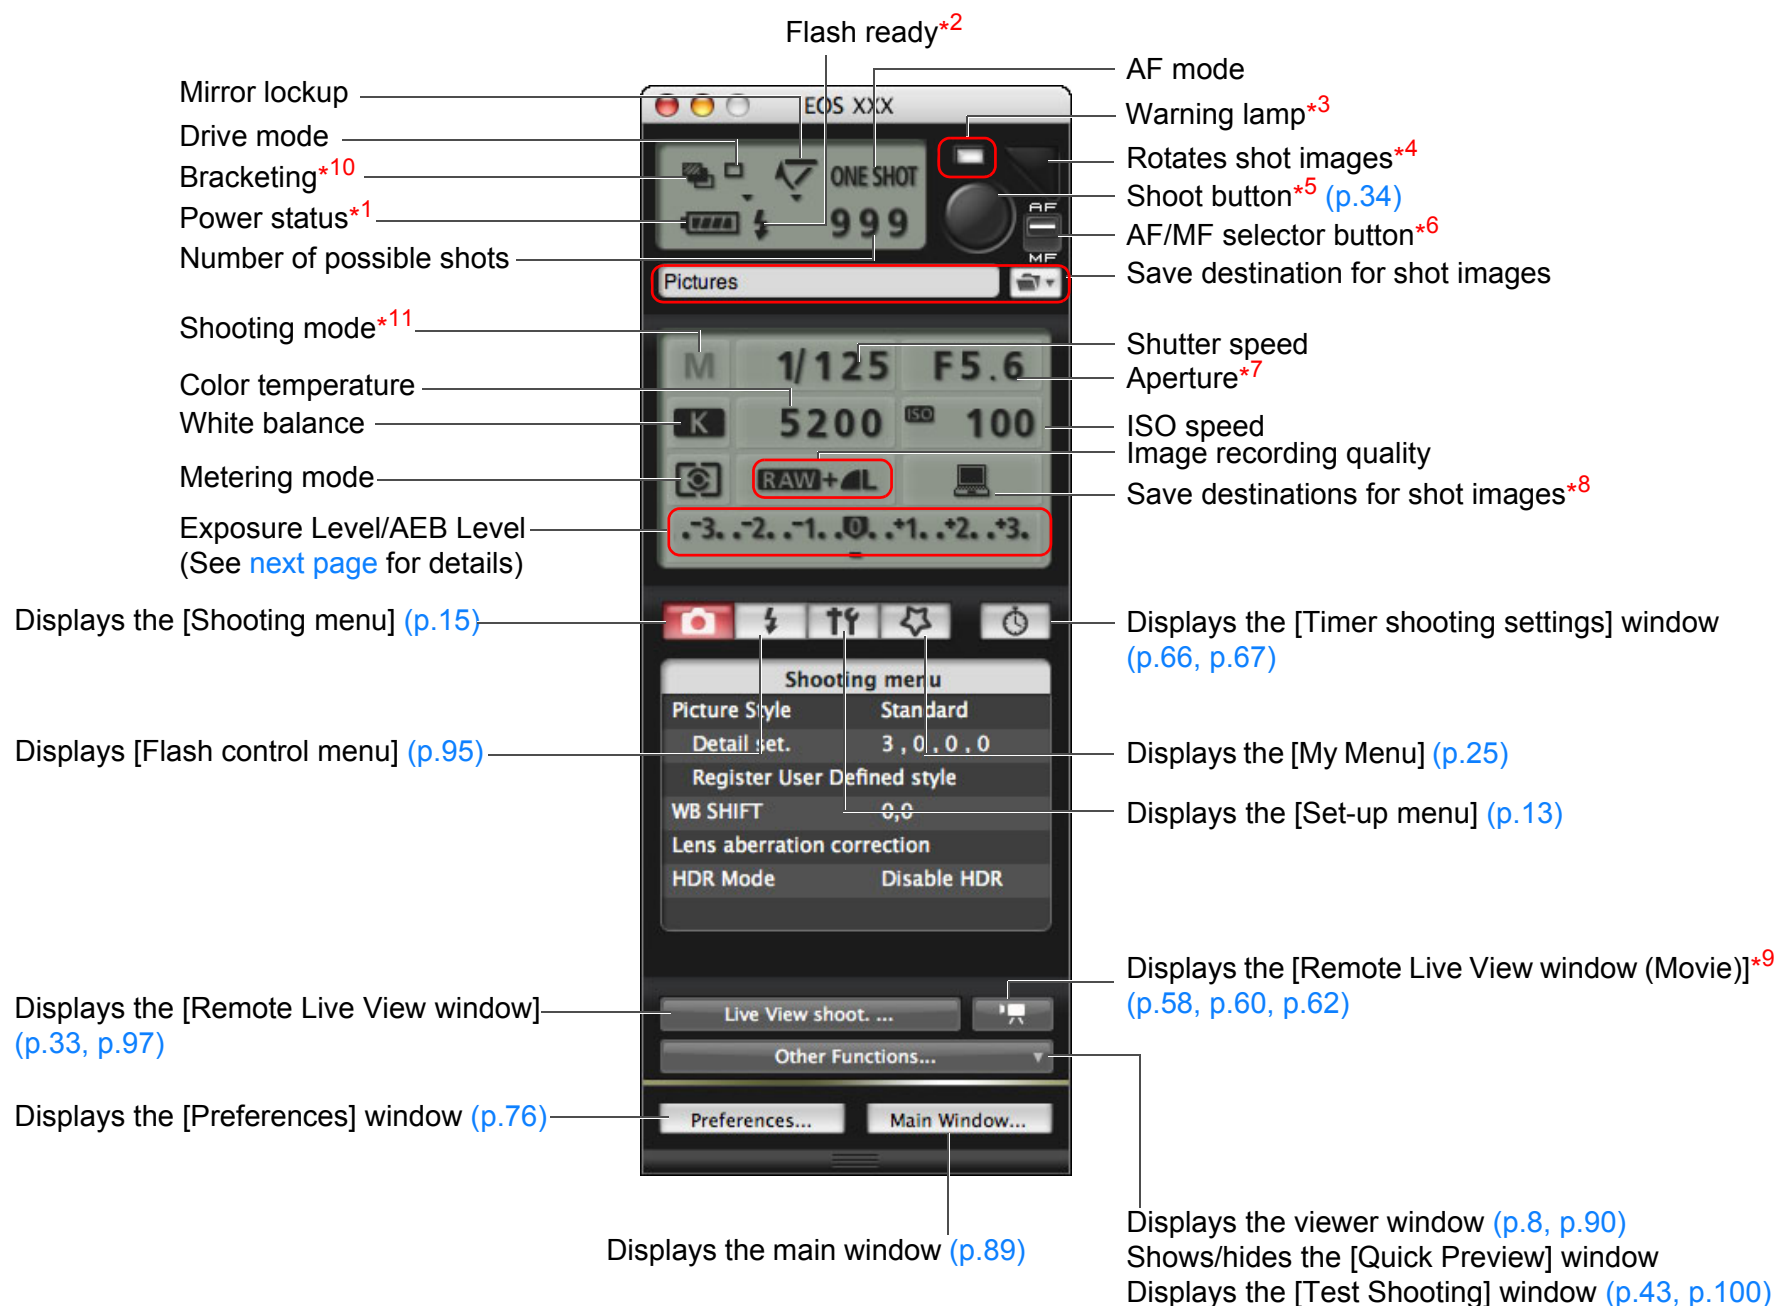 Flash ready*2
Mirror lockup
Drive mode
Bracketing*10
Power status*1
Number of possible shots
Shooting mode*11
Color temperature
White balance
Metering mode
Exposure Level/AEB Level
(See next page for details)
Displays the [Shooting menu] (p.15)
Displays [Flash control menu] (p.95)
Displays the [Remote Live View window]
(p.33, p.97)
Displays the [Preferences] window (p.76)
EOS XXX
ONE SHOT
999
AF
MF
Pictures
M 1/125 F5.6
K 5200 ISO 100
RAW+L
.-3. .-2. .-1. .0. .+1. .+2. .+3.
Shooting menu
Picture Style Standard
Detail set. 3 , 0 , 0 , 0
Register User Defined style
WB SHIFT 0,0
Lens aberration correction
HDR Mode Disable HDR
Live View shoot. ...
Other Functions...
Preferences... Main Window...
Displays the main window (p.89)
AF mode
Warning lamp*3
Rotates shot images*4
Shoot button*5 (p.34)
AF/MF selector button*6
Save destination for shot images
Shutter speed
Aperture*7
ISO speed
Image recording quality
Save destinations for shot images*8
Displays the [Timer shooting settings] window
(p.66, p.67)
Displays the [My Menu] (p.25)
Displays the [Set-up menu] (p.13)
Displays the [Remote Live View window (Movie)]*9
(p.58, p.60, p.62)
Displays the viewer window (p.8, p.90)
Shows/hides the [Quick Preview] window
Displays the [Test Shooting] window (p.43, p.100)